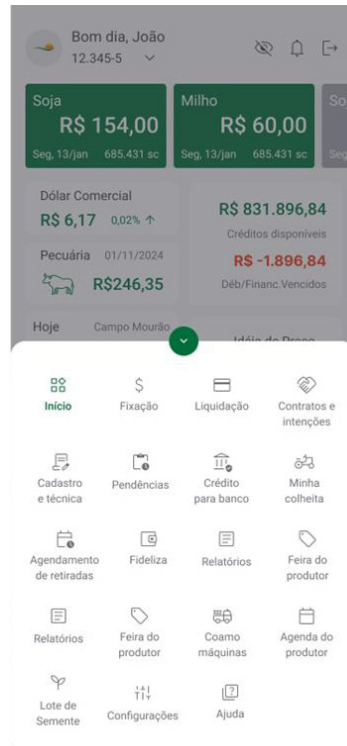 Bom dia, João
12.345-5
Soja
R$ 154,00
Seg, 13/jan 685.431 sc
Milho
R$ 60,00
Seg, 13/jan 685.431 sc
So
Seg
Dólar Comercial
R$ 6,17 0,02% ↑
R$ 831.896,84
Créditos disponíveis
Pecuária 01/11/2024
R$246,35
R$ -1.896,84
Déb/Financ.Vencidos
Hoje Campo Mourão
Início
Fixação
Liquidação
Contratos e
intenções
Cadastro
e técnica
Pendências
Crédito
para banco
Minha
colheita
Agendamento
de retiradas
Fideliza
Relatórios
Feira do
produtor
Relatórios
Feira do
produtor
Coamo
máquinas
Agenda do
produtor
Lote de
Semente
Configurações
Ajuda